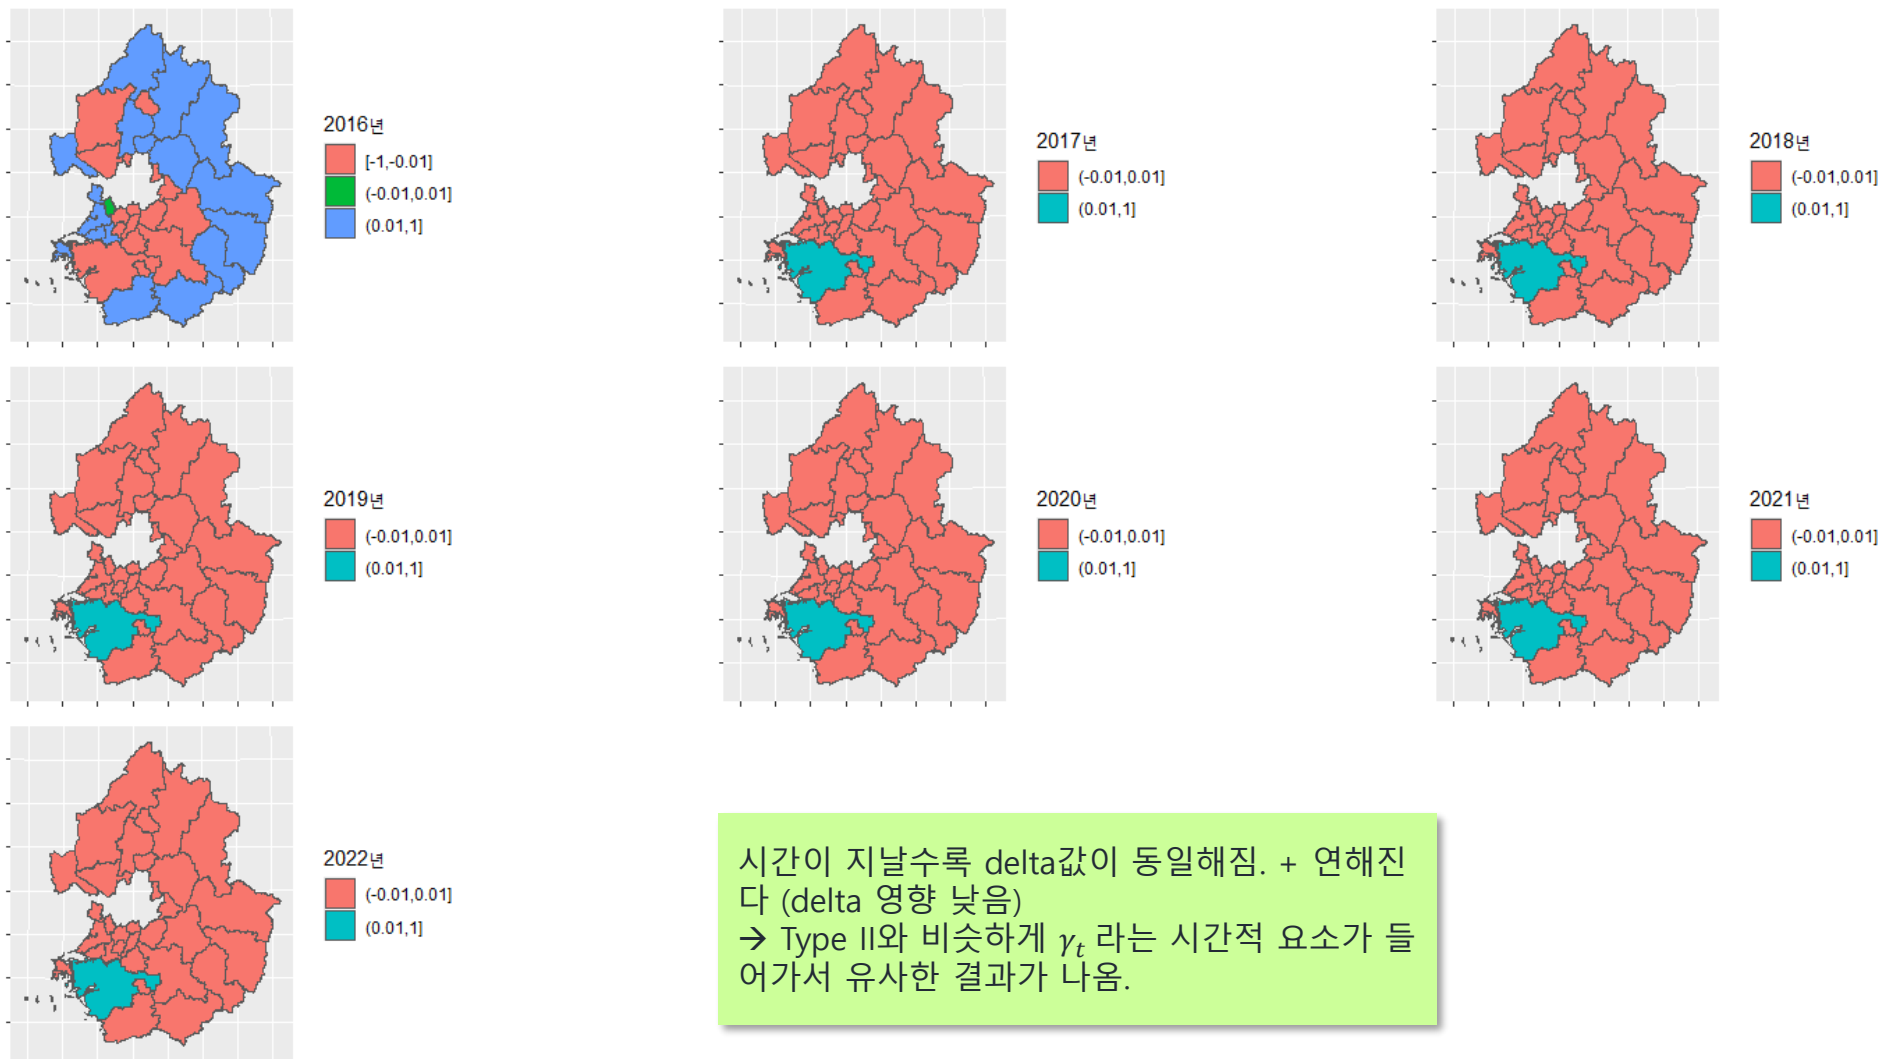 2016년
[-1,-0.01]
(-0.01,0.01]
(0.01,1]
2017년
(-0.01,0.01]
(0.01,1]
2018년
(-0.01,0.01]
(0.01,1]
2019년
(-0.01,0.01]
(0.01,1]
2020년
(-0.01,0.01]
(0.01,1]
2021년
(-0.01,0.01]
(0.01,1]
2022년
(-0.01,0.01]
(0.01,1]
시간이 지날수록 delta값이 동일해짐. + 연해진
다 (delta 영향 낮음)
→ Type II와 비슷하게 γₜ 라는 시간적 요소가 들
어가서 유사한 결과가 나옴.